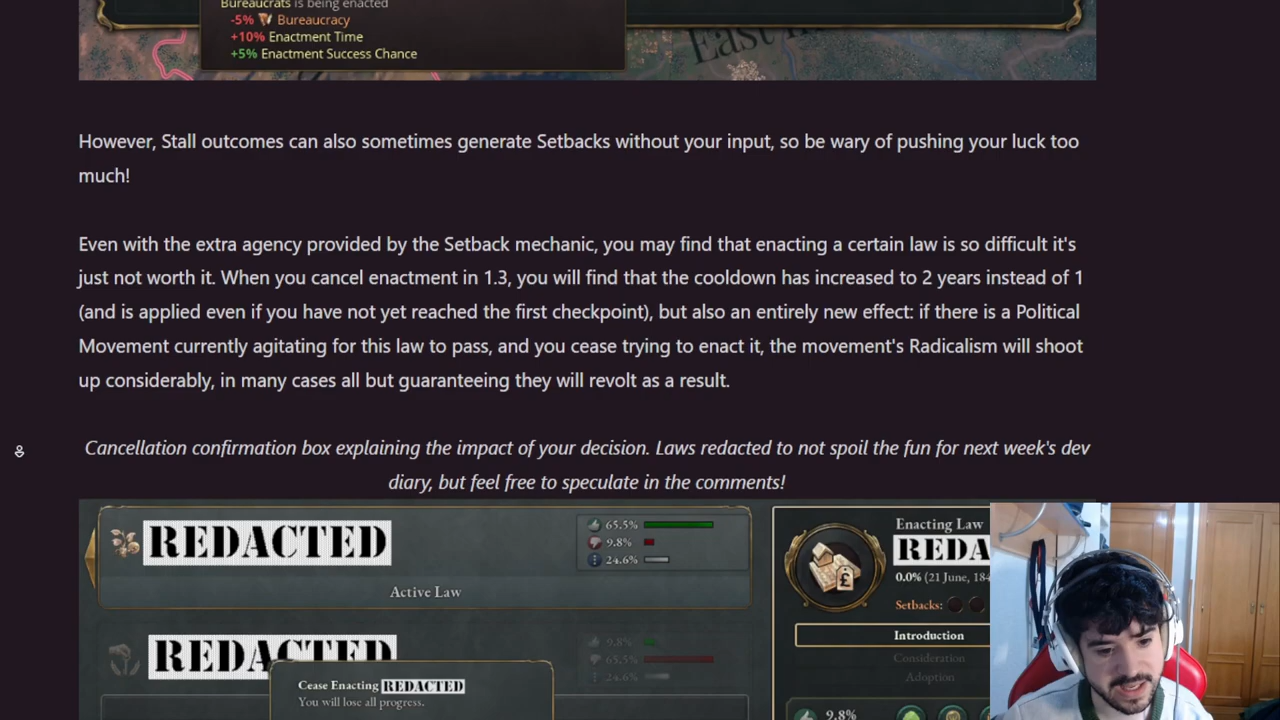 Bureaucrats is being enacted
-5% Bureaucracy
+10% Enactment Time
+5% Enactment Success Chance
However, Stall outcomes can also sometimes generate Setbacks without your input, so be wary of pushing your luck too
much!
Even with the extra agency provided by the Setback mechanic, you may find that enacting a certain law is so difficult it's
just not worth it. When you cancel enactment in 1.3, you will find that the cooldown has increased to 2 years instead of 1
(and is applied even if you have not yet reached the first checkpoint), but also an entirely new effect: if there is a Political
Movement currently agitating for this law to pass, and you cease trying to enact it, the movement's Radicalism will shoot
up considerably, in many cases all but guaranteeing they will revolt as a result.
Cancellation confirmation box explaining the impact of your decision. Laws redacted to not spoil the fun for next week's dev
diary, but feel free to speculate in the comments!
REDACTED
65.5%
9.8%
24.6%
Active Law
REDACTED
9.8%
65.5%
24.6%
Cease Enacting REDACTED
You will lose all progress.
Enacting Law
REDA
0.0% (21 June, 184
Setbacks:
Introduction
Consideration
Adoption
9.8%